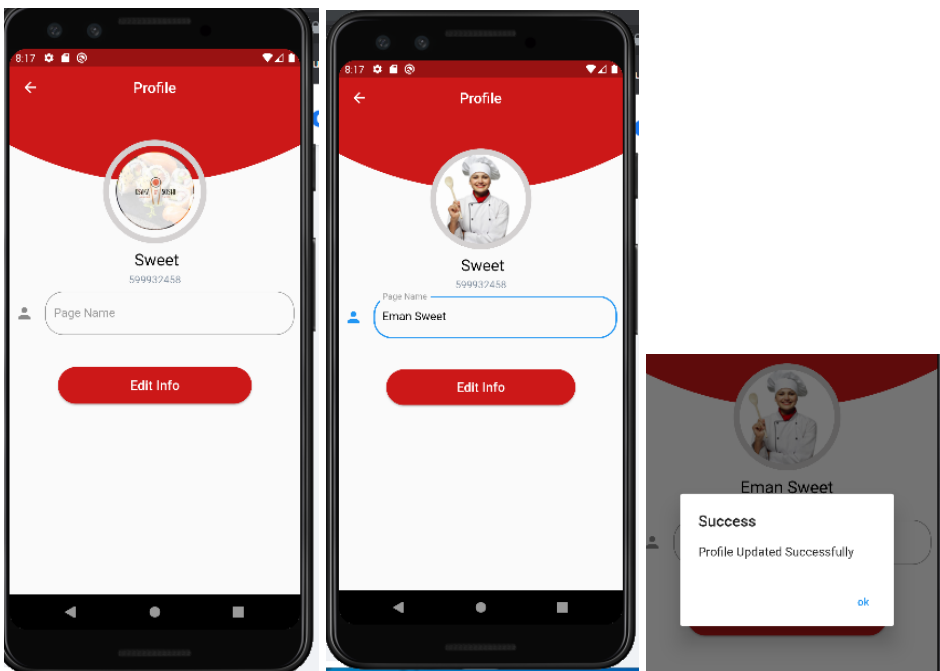 8:17
Profile
Sweet
599932458
Page Name
Edit Info
8:17
Profile
Sweet
599932458
Page Name
Eman Sweet
Edit Info
Eman Sweet
Success
Profile Updated Successfully
ok